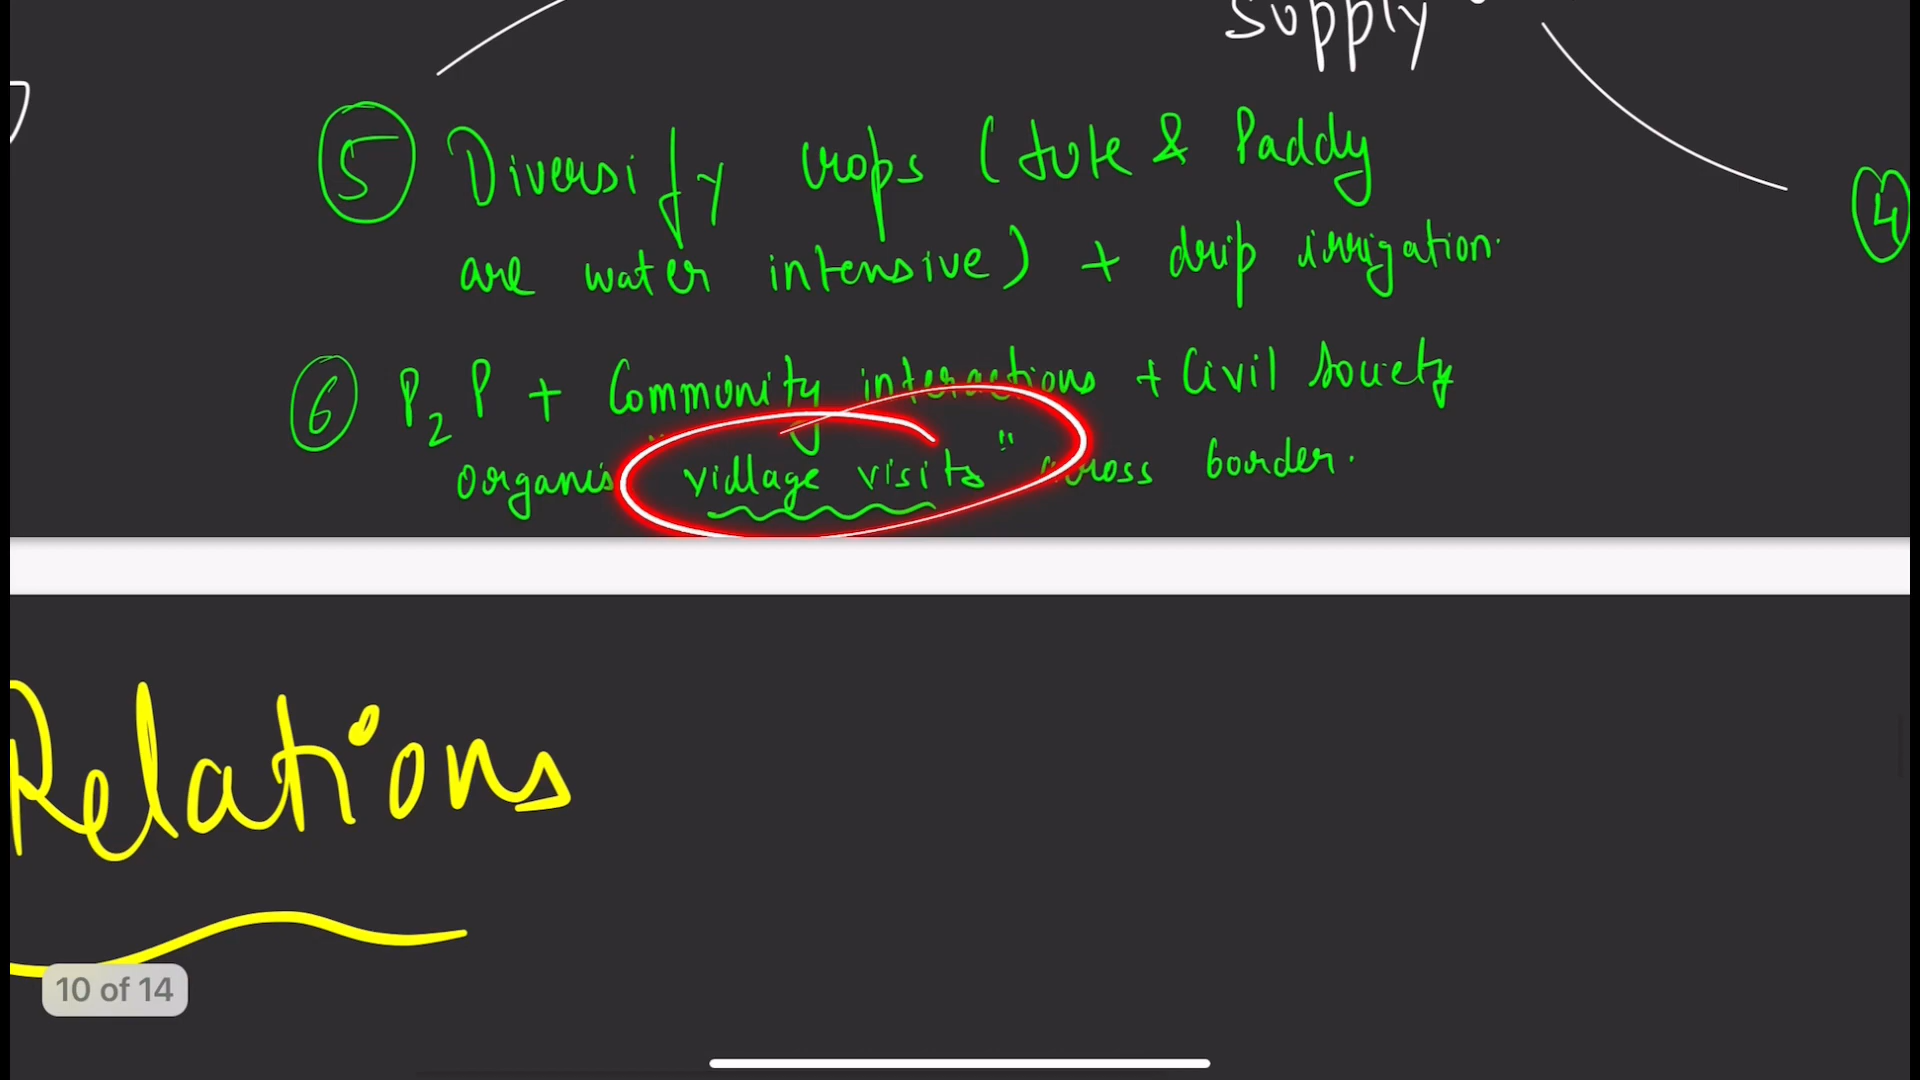 Supply
5 Diversify crops (Jute & Paddy
are water intensive) + drip irrigation.
4
6 P2P + Community interactions + Civil Society
organis "village visits" across border.
Relations
10 of 14